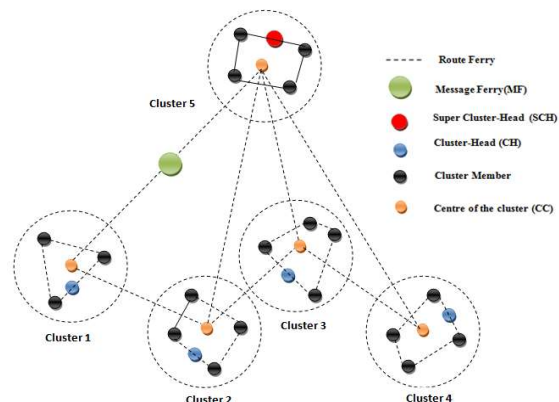 Route Ferry
Message Ferry(MF)
Super Cluster-Head (SCH)
Cluster-Head (CH)
Cluster Member
Centre of the cluster (CC)
Cluster 5
Cluster 1
Cluster 2
Cluster 3
Cluster 4